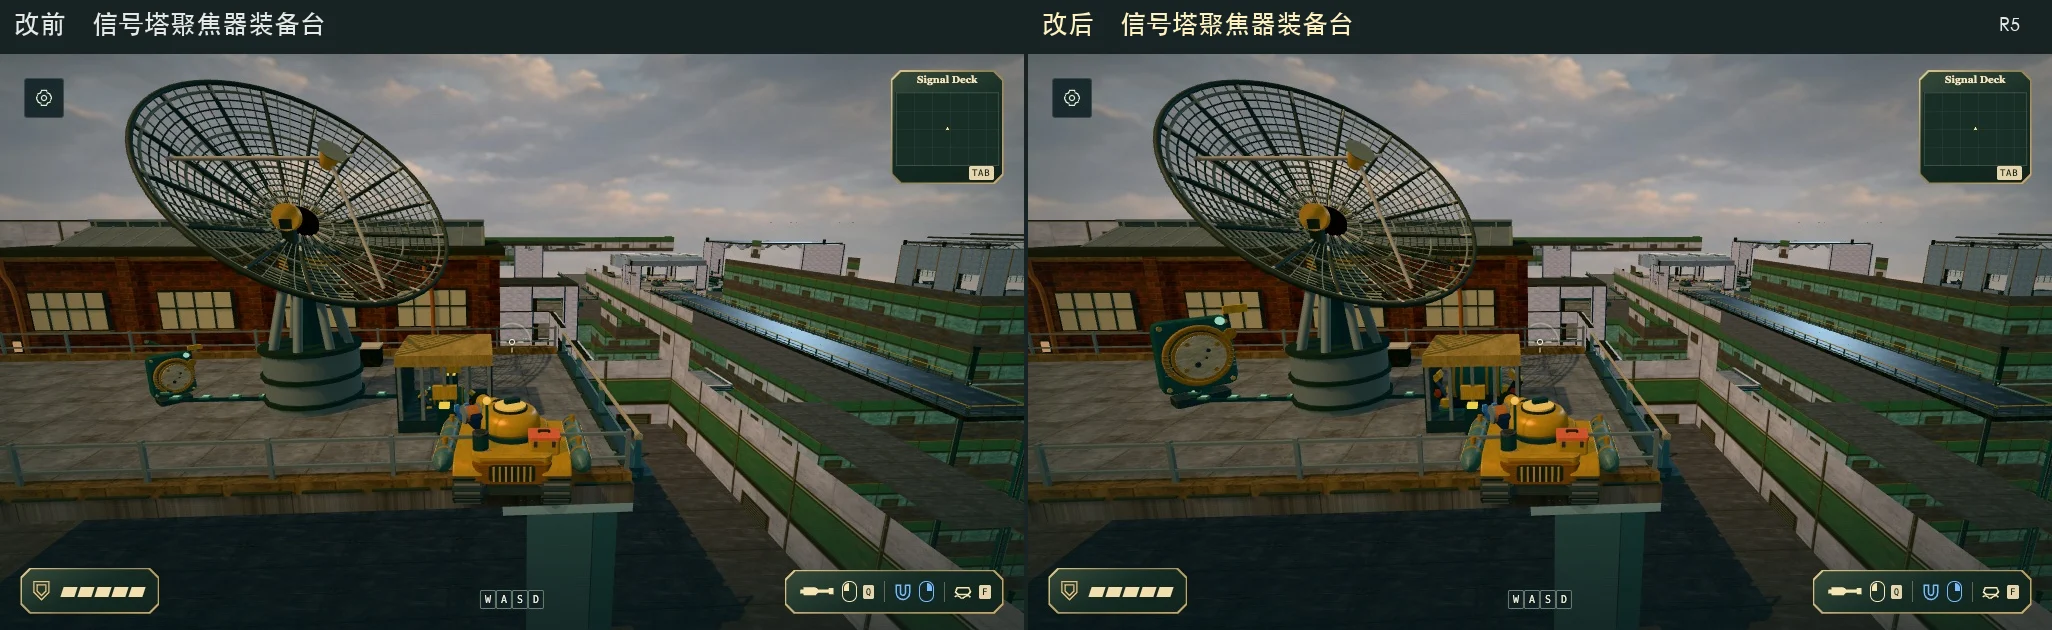 改前 信号塔聚焦器装备台
Signal Deck
TAB
W A S D
Q
F
改后 信号塔聚焦器装备台
R5
Signal Deck
TAB
W A S D
Q
F